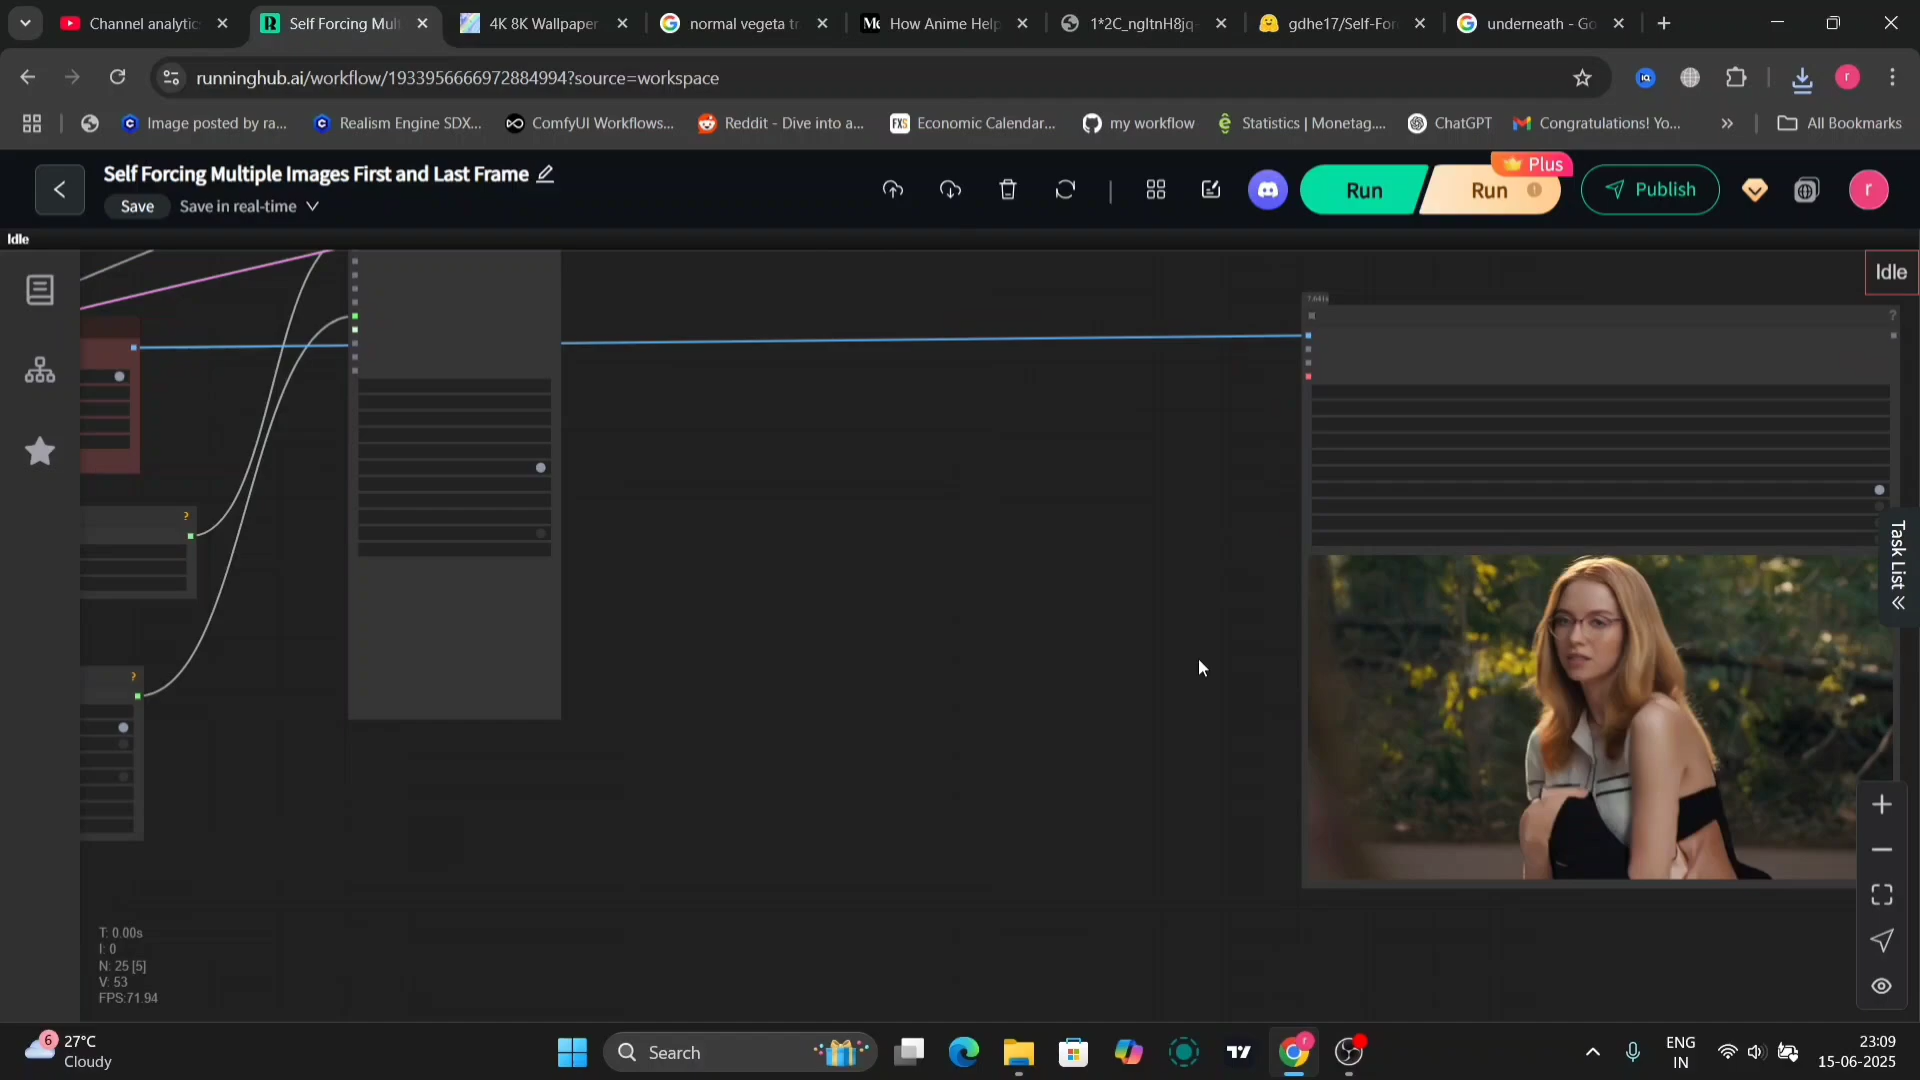 Channel analytic
Self Forcing Mul
4K 8K Wallpaper
normal vegeta tr
How Anime Help
1*2C_ngItnH8jq-
gdhe17/Self-For
underneath - Go
runninghub.ai/workflow/1933956666972884994?source=workspace
r
Image posted by ra...
Realism Engine SDX...
ComfyUI Workflows...
Reddit - Dive into a...
FXS Economic Calendar...
my workflow
Statistics | Monetag....
ChatGPT
Congratulations! Yo...
»
All Bookmarks
Self Forcing Multiple Images First and Last Frame
Save
Save in real-time
Run
Run
Plus
Publish
r
Idle
Idle
?
?
?
Task List
T: 0.00s
I: 0
N: 25 [5]
V: 53
FPS:71.94
6
27°C
Cloudy
Search
ENG
IN
23:09
15-06-2025